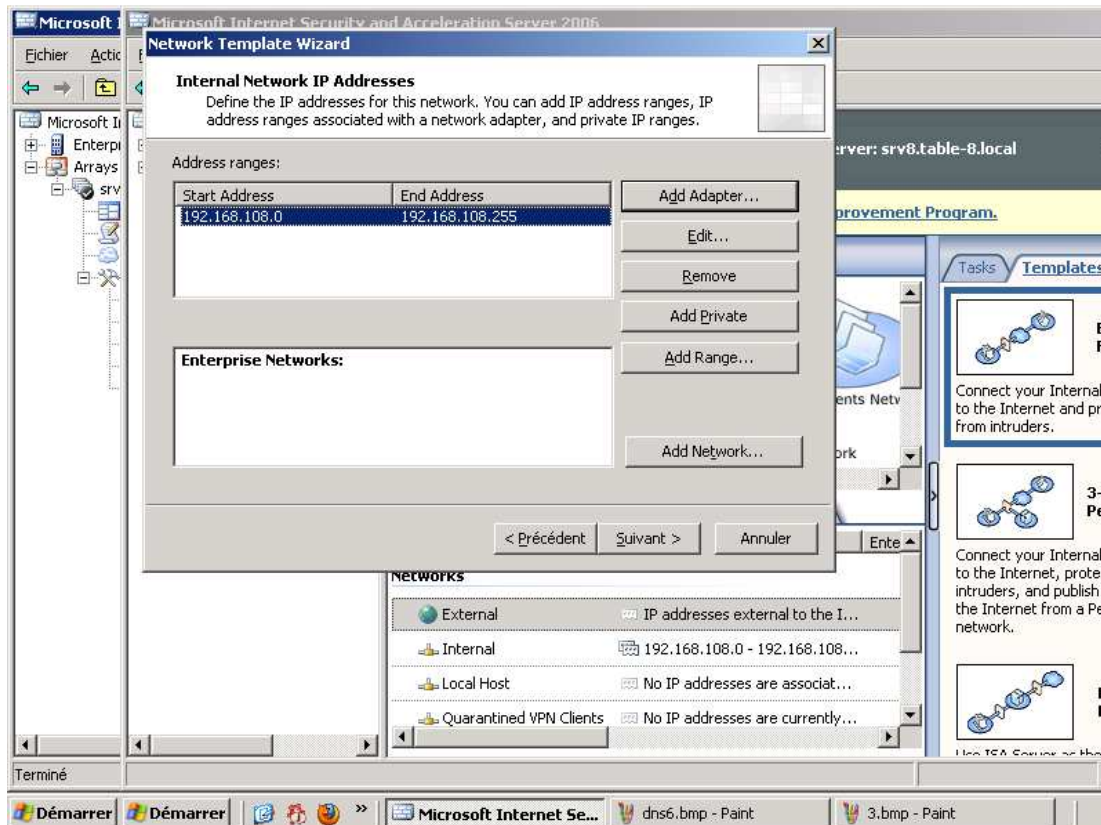 Microsoft I
Microsoft Internet Security and Acceleration Server 2006
Fichier Actic
Network Template Wizard
Internal Network IP Addresses
Define the IP addresses for this network. You can add IP address ranges, IP
address ranges associated with a network adapter, and private IP ranges.
Address ranges:
Start Address End Address
192.168.108.0 192.168.108.255
Add Adapter...
Edit...
Remove
Add Private
Add Range...
Enterprise Networks:
Add Network...
< Précédent Suivant > Annuler
Microsoft In
Enterpr
Arrays
srv
erver: srv8.table-8.local
provement Program.
Tasks Templates
Connect your Internal
to the Internet and pr
from intruders.
ents Netv
ork
3-
Pe
Connect your Internal
to the Internet, prote
intruders, and publish
the Internet from a Pe
network.
Ente
Networks
External IP addresses external to the I...
Internal 192.168.108.0 - 192.168.108...
Local Host No IP addresses are associat...
Quarantined VPN Clients No IP addresses are currently...
Terminé
Démarrer Démarrer » Microsoft Internet Se... dns6.bmp - Paint 3.bmp - Paint